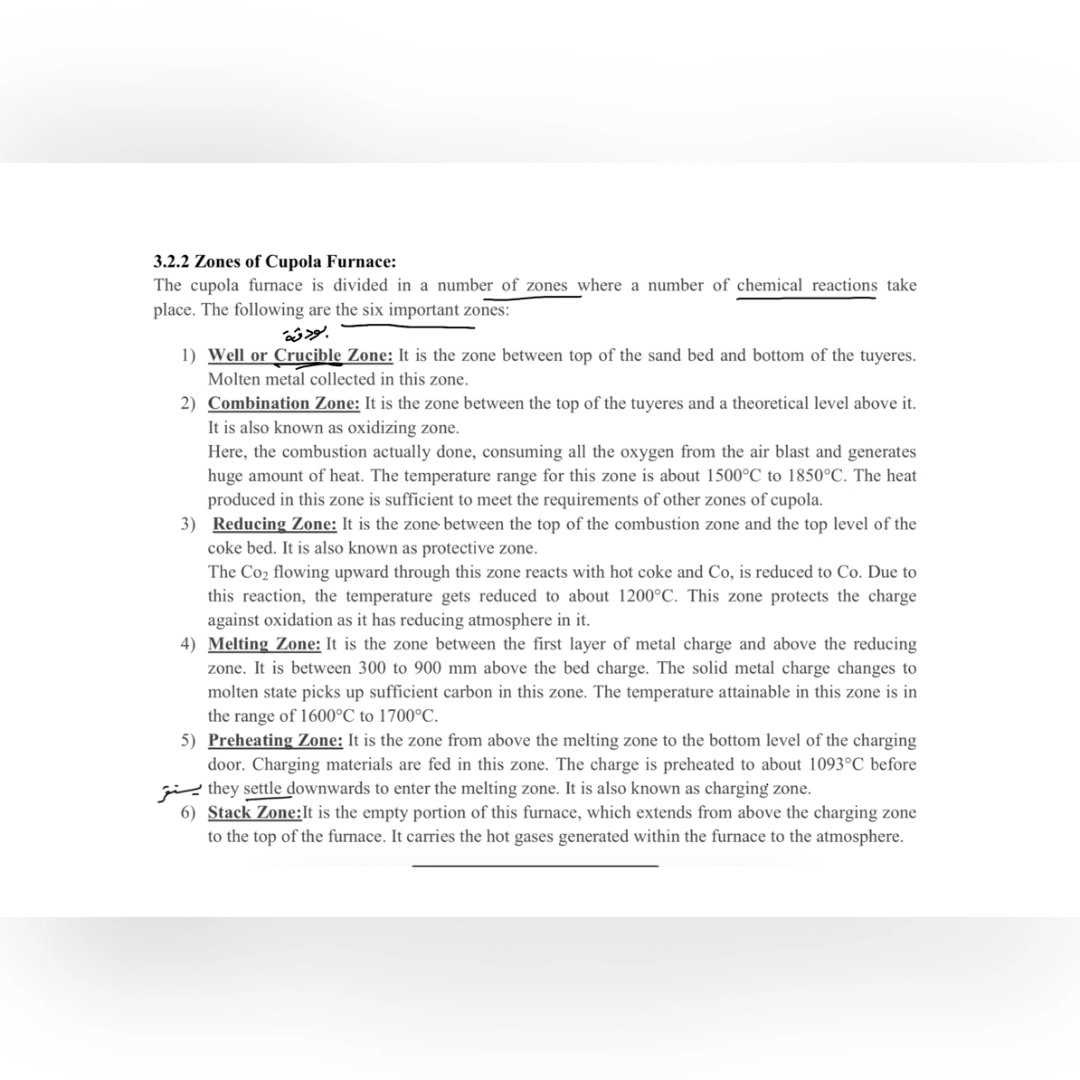 3.2.2 Zones of Cupola Furnace:
The cupola furnace is divided in a number of zones where a number of chemical reactions take
place. The following are the six important zones:
بودقة
1) Well or Crucible Zone: It is the zone between top of the sand bed and bottom of the tuyeres.
Molten metal collected in this zone.
2) Combination Zone: It is the zone between the top of the tuyeres and a theoretical level above it.
It is also known as oxidizing zone.
Here, the combustion actually done, consuming all the oxygen from the air blast and generates
huge amount of heat. The temperature range for this zone is about 1500°C to 1850°C. The heat
produced in this zone is sufficient to meet the requirements of other zones of cupola.
3) Reducing Zone: It is the zone between the top of the combustion zone and the top level of the
coke bed. It is also known as protective zone.
The Co₂ flowing upward through this zone reacts with hot coke and Co, is reduced to Co. Due to
this reaction, the temperature gets reduced to about 1200°C. This zone protects the charge
against oxidation as it has reducing atmosphere in it.
4) Melting Zone: It is the zone between the first layer of metal charge and above the reducing
zone. It is between 300 to 900 mm above the bed charge. The solid metal charge changes to
molten state picks up sufficient carbon in this zone. The temperature attainable in this zone is in
the range of 1600°C to 1700°C.
5) Preheating Zone: It is the zone from above the melting zone to the bottom level of the charging
door. Charging materials are fed in this zone. The charge is preheated to about 1093°C before
they settle downwards to enter the melting zone. It is also known as charging zone.
6) Stack Zone:It is the empty portion of this furnace, which extends from above the charging zone
to the top of the furnace. It carries the hot gases generated within the furnace to the atmosphere.